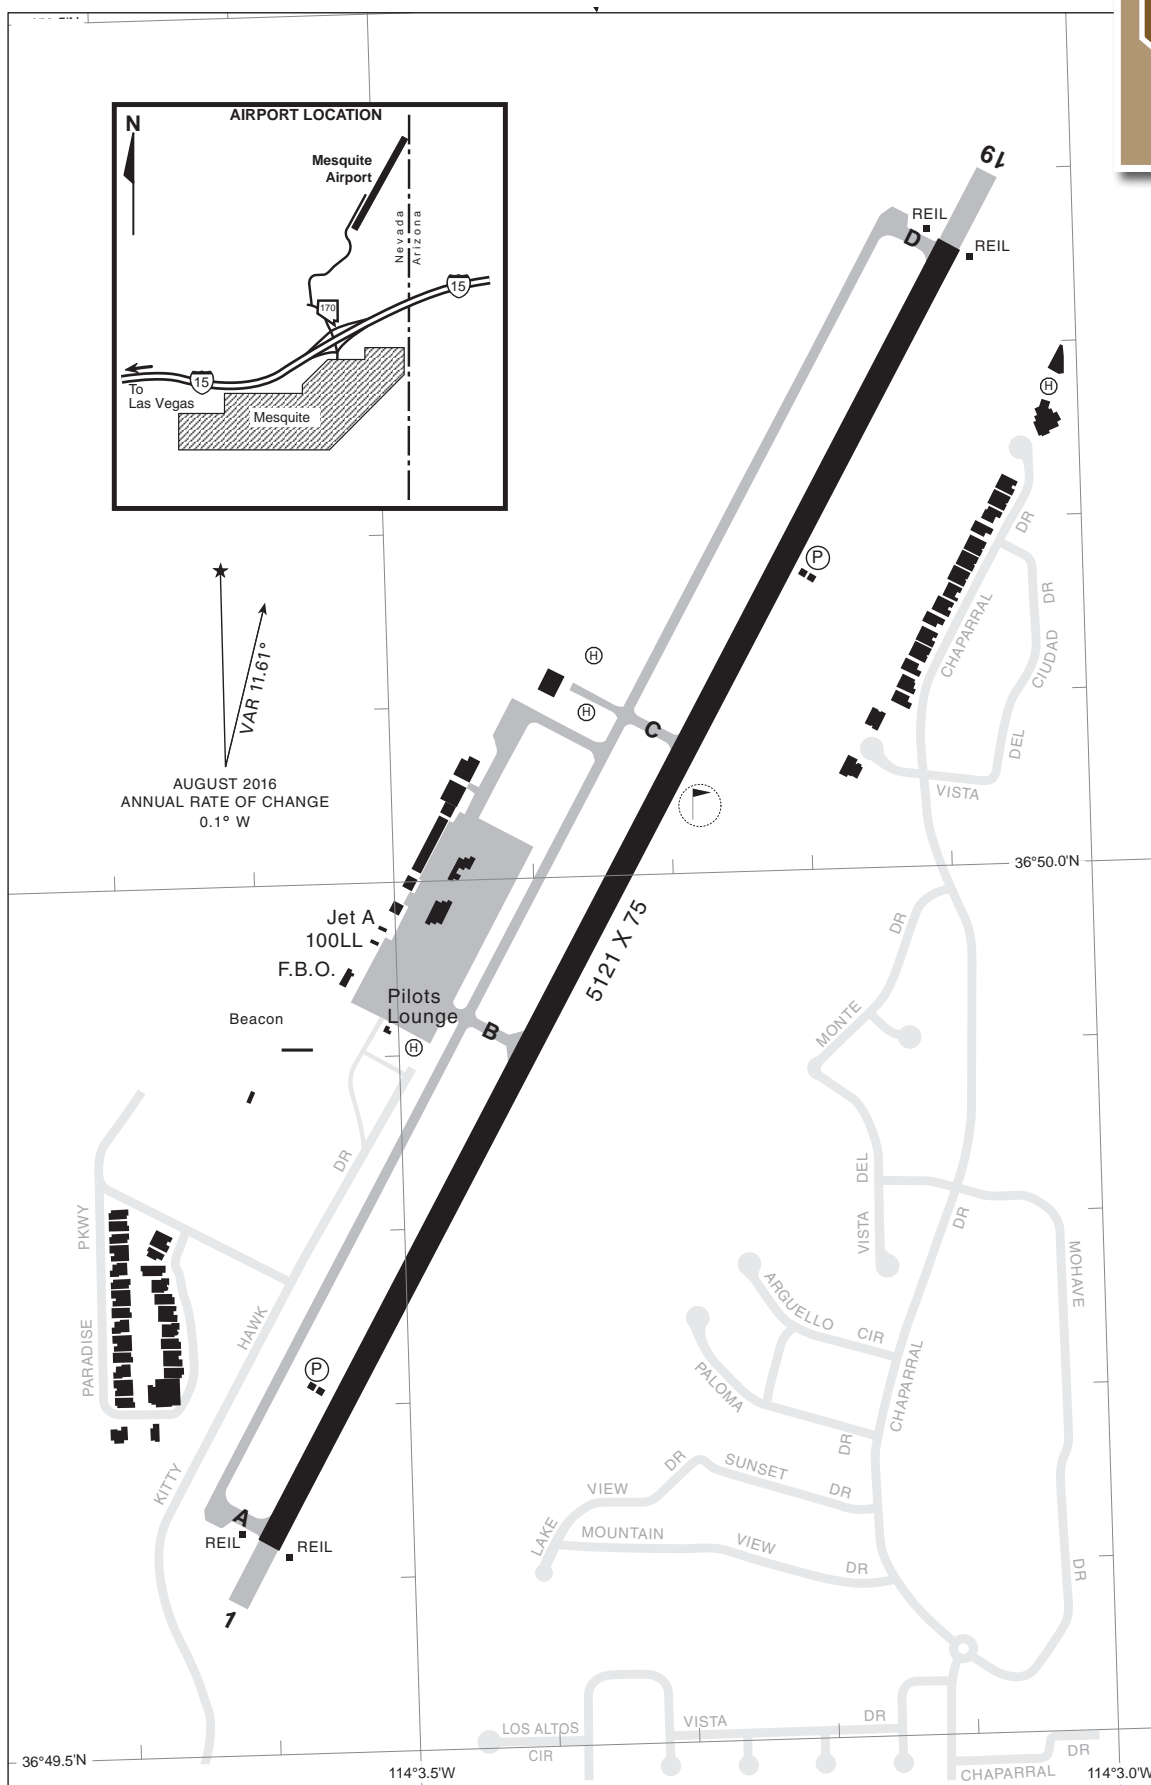 AIRPORT LOCATION
N
Mesquite
Airport
Nevada
Arizona
170
15
15
To
Las Vegas
Mesquite
19
REIL
D
REIL
H
P
DR
CHAPARRAL
DR
CIUDAD
DEL
VISTA
VAR 11.61°
AUGUST 2016
ANNUAL RATE OF CHANGE
0.1° W
H
H
C
36°50.0'N
5121 X 75
Jet A
100LL
F.B.O.
Pilots
Lounge
Beacon
H
B
DR
MONTE
DEL
VISTA
DR
MOHAVE
DR
DR
HAWK
KITTY
PKWY
PARADISE
ARGUELLO
CIR
PALOMA
DR
CHAPARRAL
P
SUNSET
DR
DR
VIEW
LAKE
MOUNTAIN
VIEW
DR
A
REIL
REIL
1
LOS ALTOS
CIR
VISTA
DR
DR
CHAPARRAL
36°49.5'N
114°3.5'W
114°3.0'W